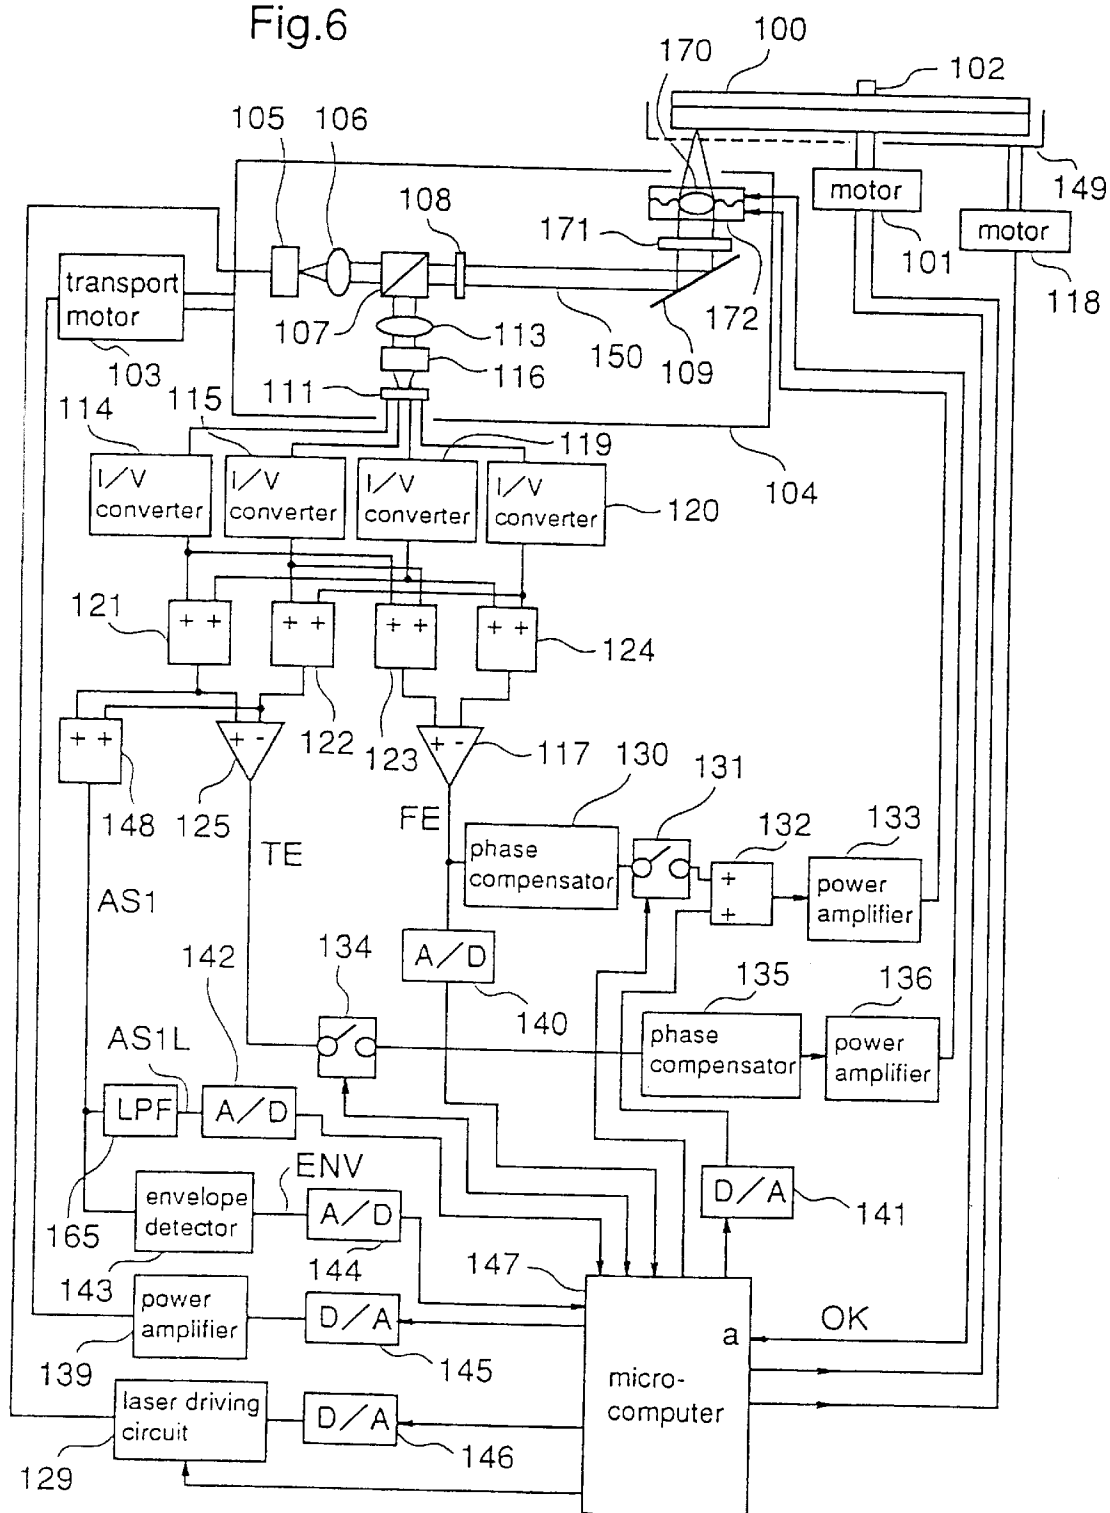 Fig.6
100
170
102
105
106
108
149
motor
101
motor
118
171
172
transport
motor
103
107
113
150
109
116
111
114
115
119
104
I/V
converter
I/V
converter
I/V
converter
I/V
converter
120
121
+ +
+ +
+ +
+ +
124
122
123
+ +
148
+ -
125
+ -
117
130
131
132
133
FE
TE
phase
compensator
+
+
power
amplifier
AS1
142
134
A/D
140
135
136
phase
compensator
power
amplifier
AS1L
LPF
A/D
165
ENV
envelope
detector
143
A/D
144
D/A
141
147
power
amplifier
139
D/A
145
a
OK
micro-
computer
laser driving
circuit
129
D/A
146